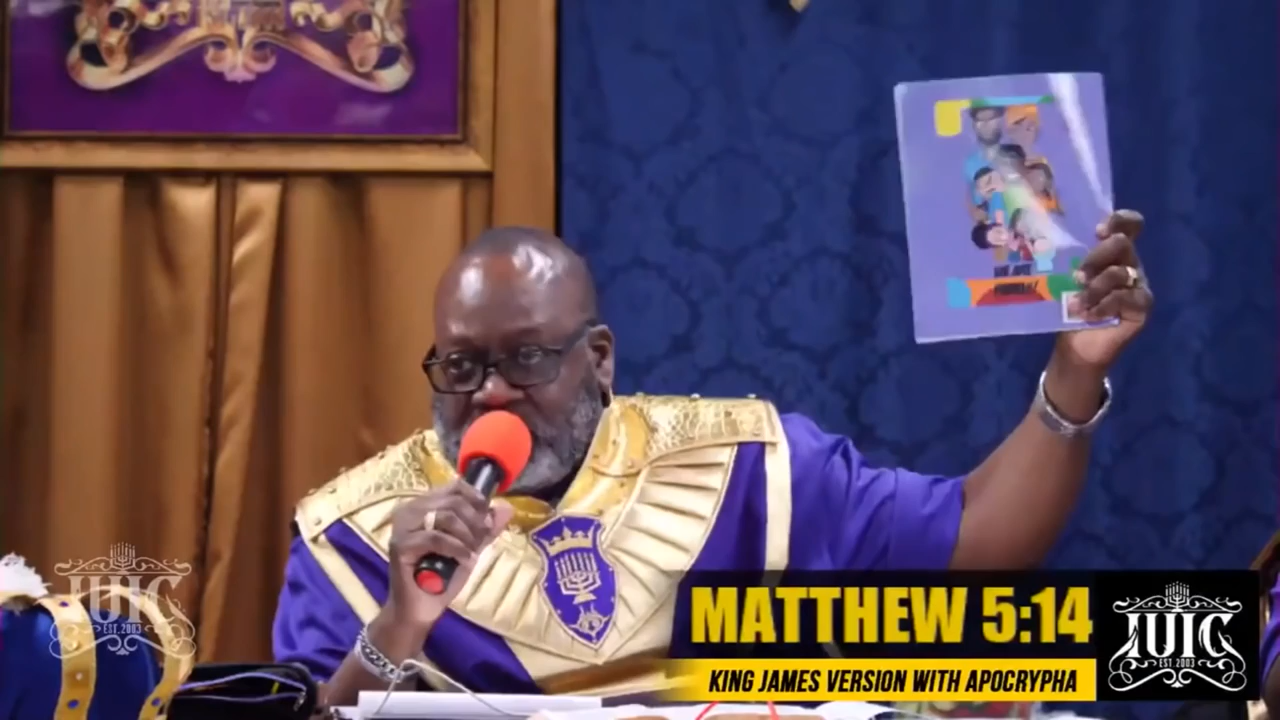 MATTHEW 5:14
KING JAMES VERSION WITH APOCRYPHA
IUIC
EST. 2003
IUIC
EST. 2003